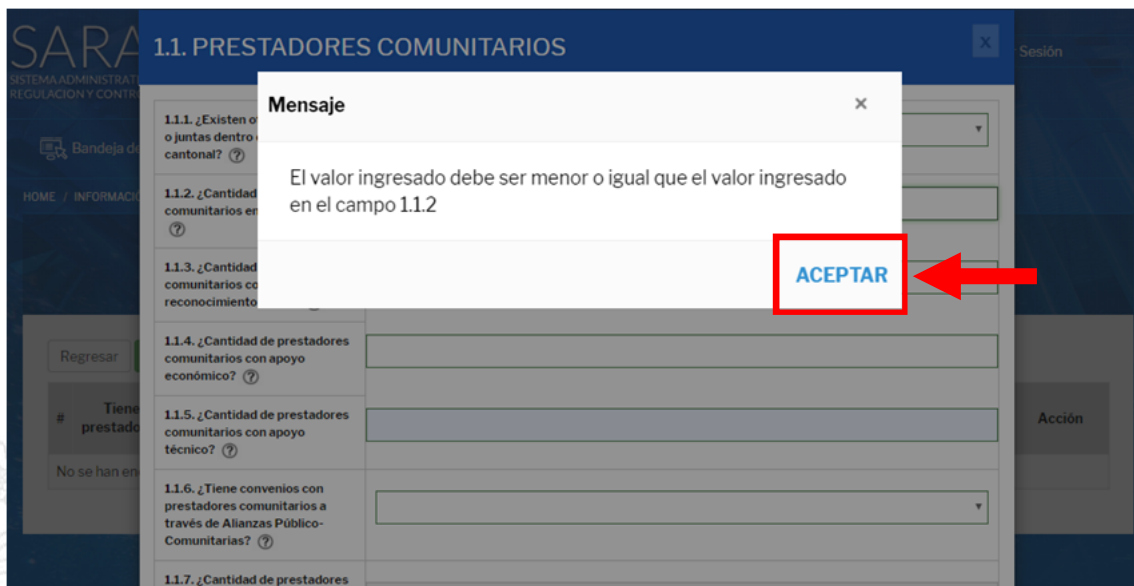 SARA
SISTEMA ADMINISTRATI
REGULACION Y CONTR
1.1. PRESTADORES COMUNITARIOS
x
Sesión
Bandeja de
HOME / INFORMACIÓ
Mensaje
×
El valor ingresado debe ser menor o igual que el valor ingresado
en el campo 1.1.2
ACEPTAR
1.1.1. ¿Existen o
o juntas dentro
cantonal? ?
1.1.2. ¿Cantidad
comunitarios en
?
1.1.3. ¿Cantidad
comunitarios co
reconocimiento
1.1.4. ¿Cantidad de prestadores
comunitarios con apoyo
económico? ?
1.1.5. ¿Cantidad de prestadores
comunitarios con apoyo
técnico? ?
1.1.6. ¿Tiene convenios con
prestadores comunitarios a
través de Alianzas Público-
Comunitarias? ?
1.1.7. ¿Cantidad de prestadores
Regresar
# Tiene
prestado
Acción
No se han en